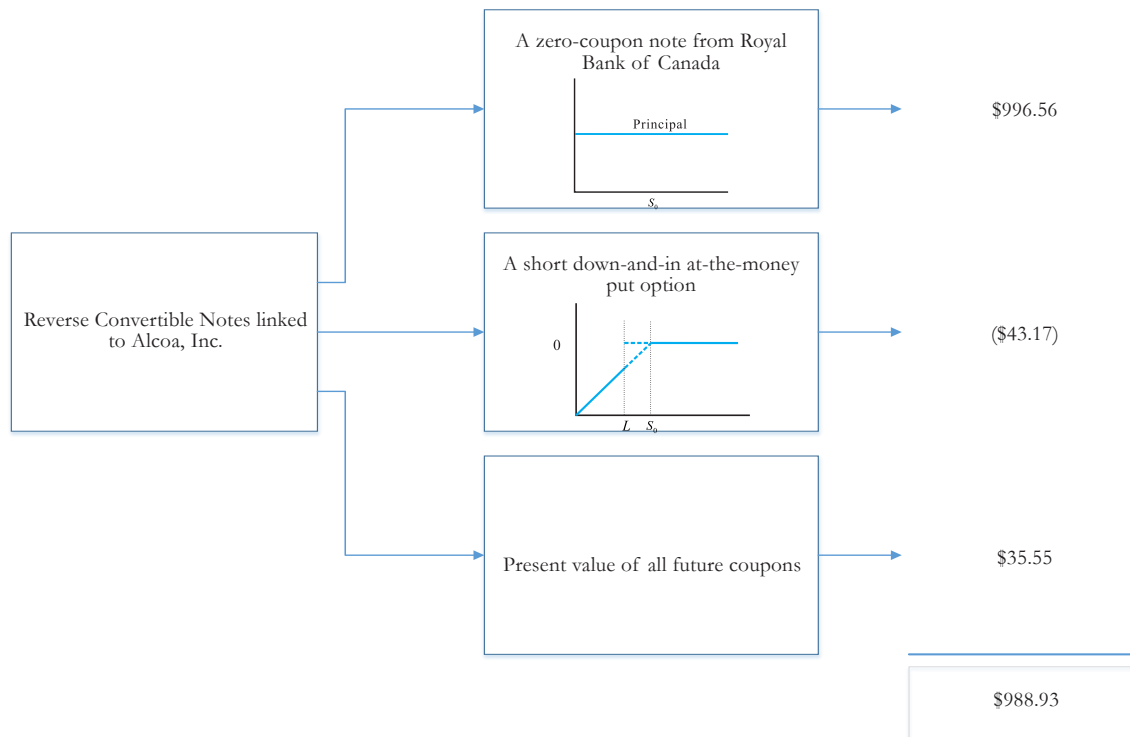 A zero-coupon note from Royal
Bank of Canada
Principal
S₀
$996.56
Reverse Convertible Notes linked
to Alcoa, Inc.
A short down-and-in at-the-money
put option
0
L S₀
($43.17)
Present value of all future coupons
$35.55
$988.93